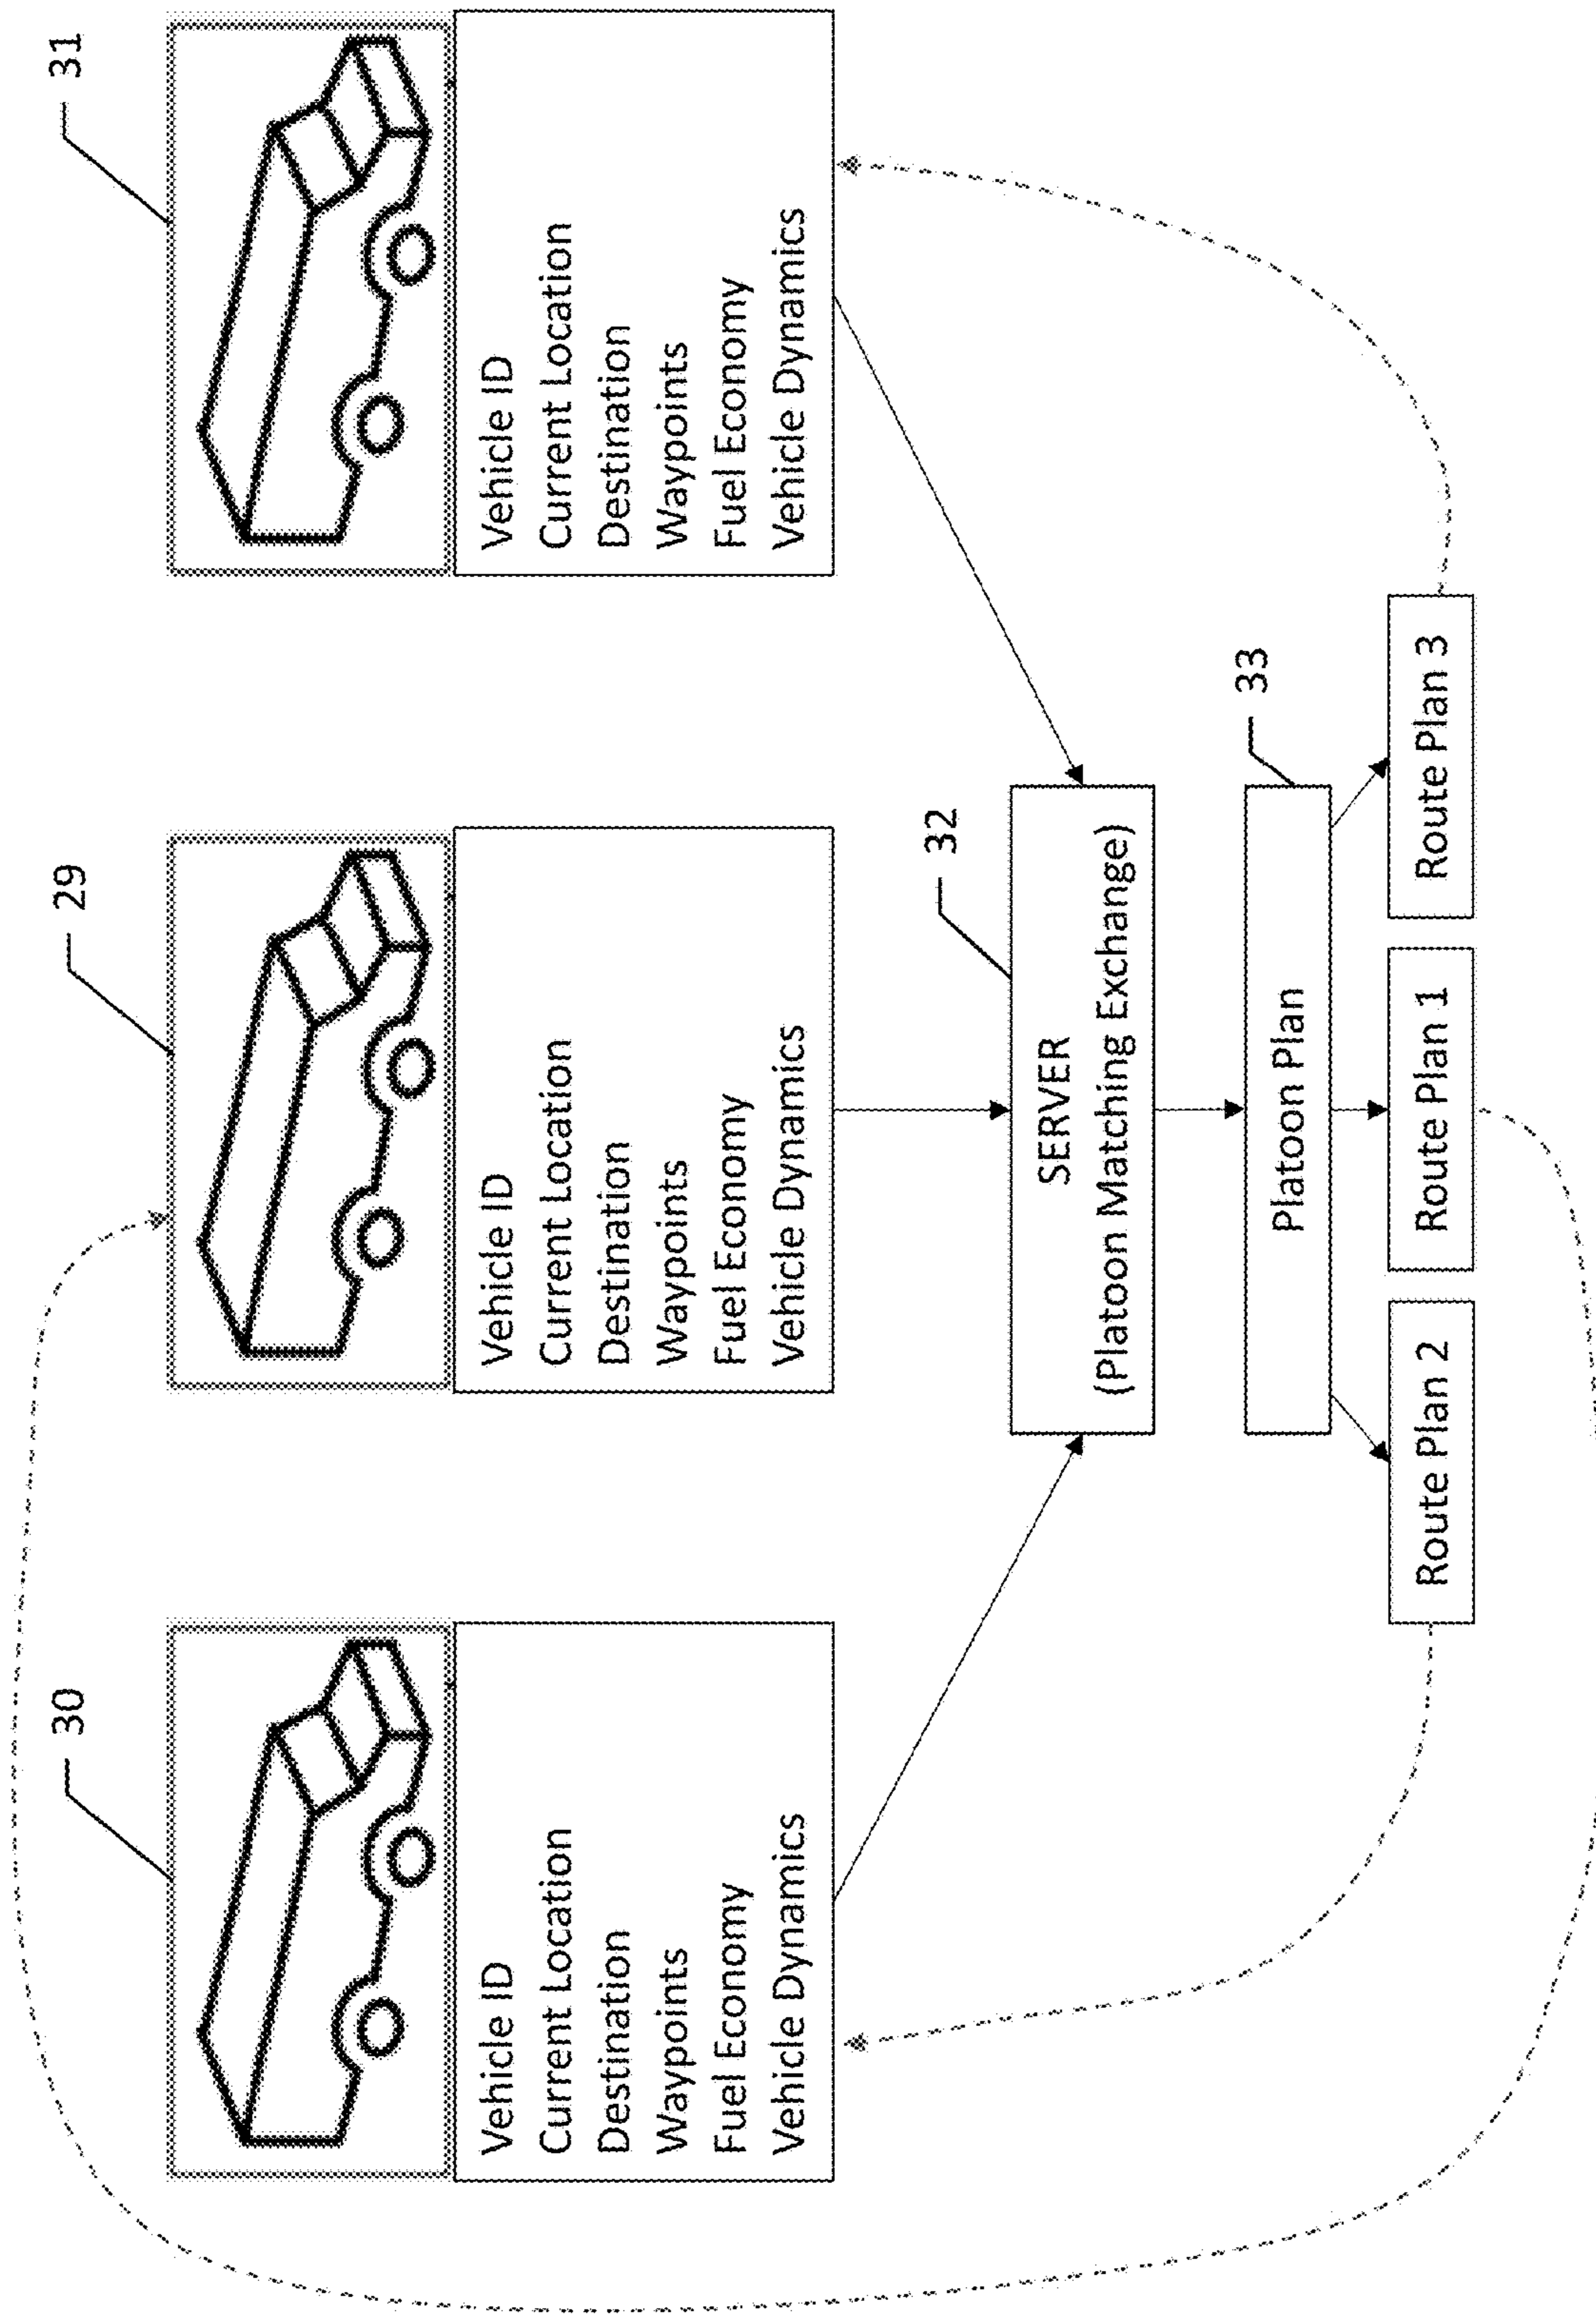 30
29
31
Vehicle ID
Current Location
Destination
Waypoints
Fuel Economy
Vehicle Dynamics
Vehicle ID
Current Location
Destination
Waypoints
Fuel Economy
Vehicle Dynamics
Vehicle ID
Current Location
Destination
Waypoints
Fuel Economy
Vehicle Dynamics
32
SERVER
(Platoon Matching Exchange)
33
Platoon Plan
Route Plan 2
Route Plan 1
Route Plan 3